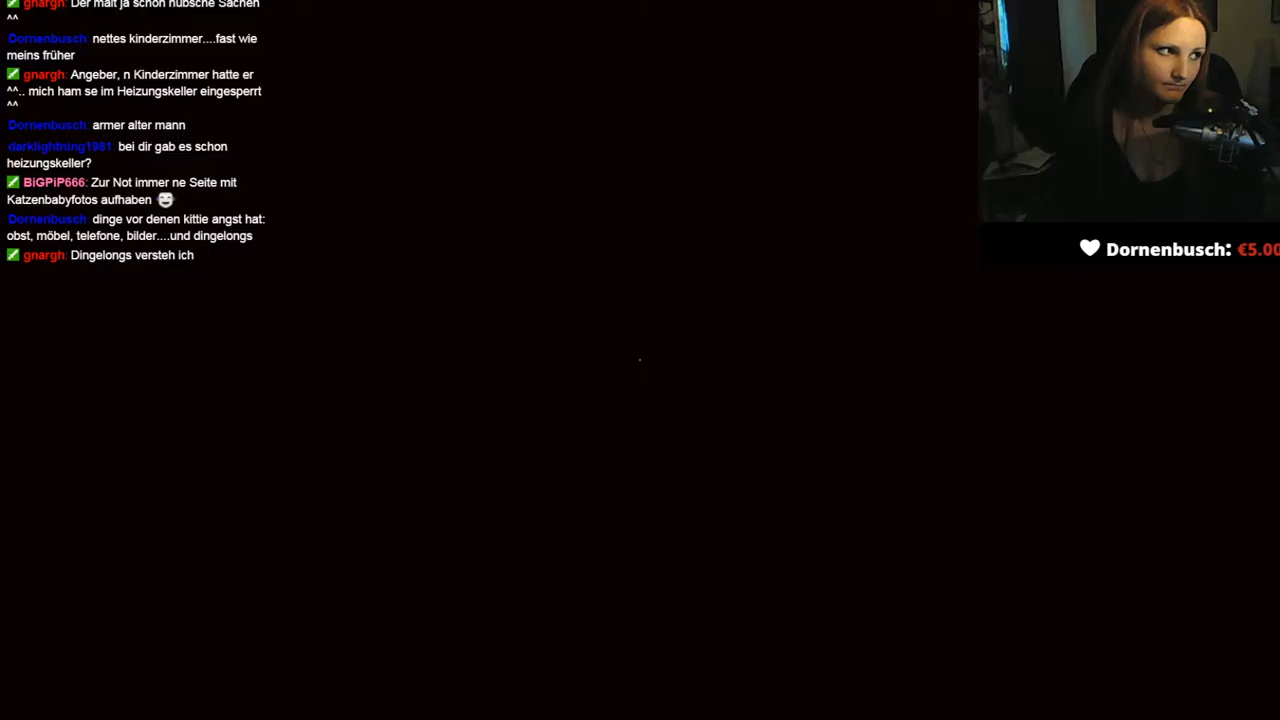 gnargh: Der malt ja schon hübsche Sachen
^^
Dornenbusch: nettes kinderzimmer....fast wie
meins früher
gnargh: Angeber, n Kinderzimmer hatte er
^^.. mich ham se im Heizungskeller eingesperrt
^^
Dornenbusch: armer alter mann
darklightning1981: bei dir gab es schon
heizungskeller?
BiGPiP666: Zur Not immer ne Seite mit
Katzenbabyfotos aufhaben
Dornenbusch: dinge vor denen kittie angst hat:
obst, möbel, telefone, bilder....und dingelongs
gnargh: Dingelongs versteh ich
Dornenbusch: €5.00